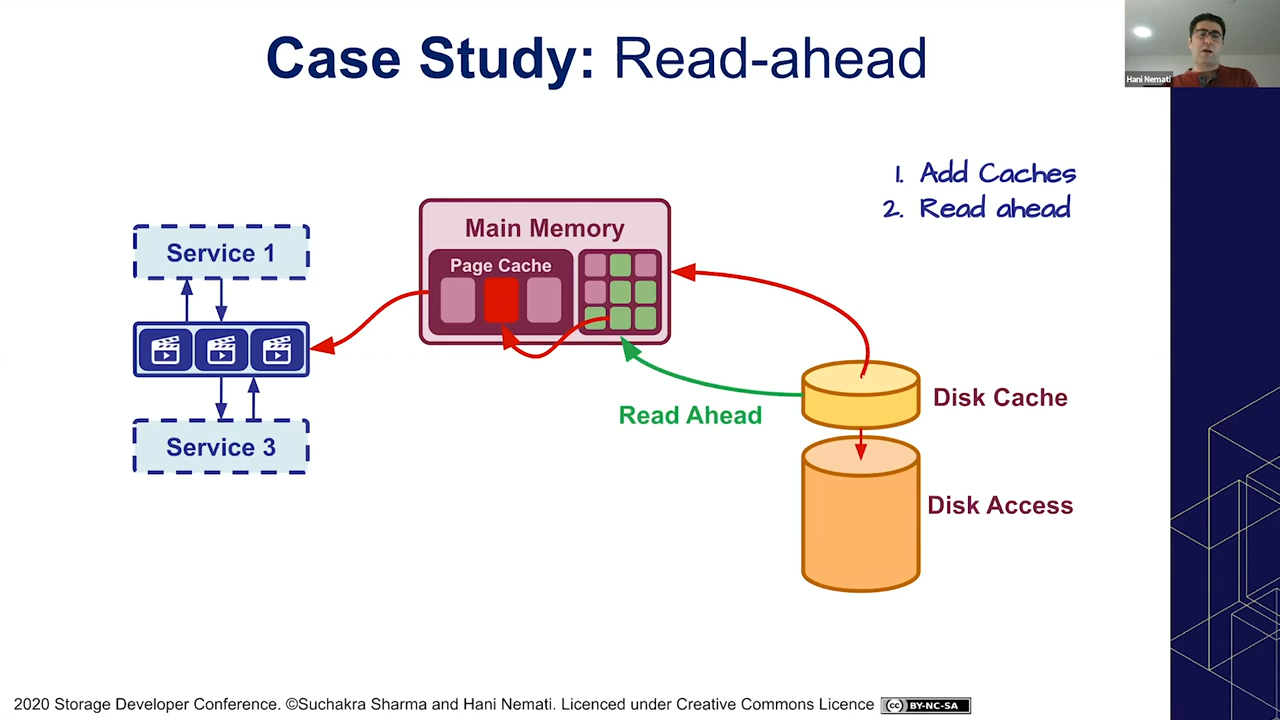 Case Study: Read-ahead
Hani Nemati
1. Add Caches
2. Read ahead
Main Memory
Page Cache
Service 1
Service 3
Read Ahead
Disk Cache
Disk Access
2020 Storage Developer Conference. ©Suchakra Sharma and Hani Nemati. Licenced under Creative Commons Licence
cc BY-NC-SA